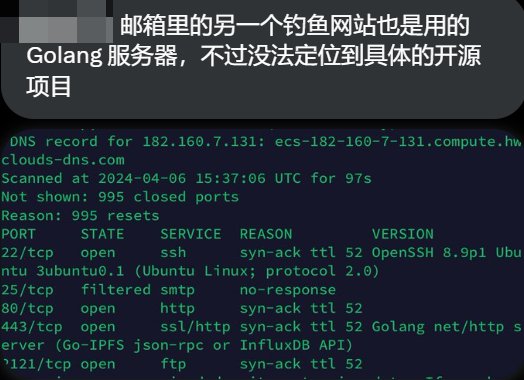 邮箱里的另一个钓鱼网站也是用的
Golang 服务器，不过没法定位到具体的开源
项目
DNS record for 182.160.7.131: ecs-182-160-7-131.compute.hw
clouds-dns.com
Scanned at 2024-04-06 15:37:06 UTC for 97s
Not shown: 995 closed ports
Reason: 995 resets
PORT STATE SERVICE REASON VERSION
22/tcp open ssh syn-ack ttl 52 OpenSSH 8.9p1 Ubu
ntu 3ubuntu0.1 (Ubuntu Linux; protocol 2.0)
25/tcp filtered smtp no-response
80/tcp open http syn-ack ttl 52
443/tcp open ssl/http syn-ack ttl 52 Golang net/http s
erver (Go-IPFS json-rpc or InfluxDB API)
2121/tcp open ftp syn-ack ttl 52